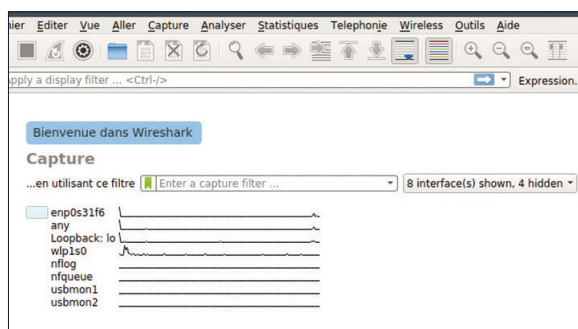 ier Editer Vue Aller Capture Analyser Statistiques Telephonie Wireless Outils Aide
pply a display filter ... <Ctrl-/> Expression.
Bienvenue dans Wireshark
Capture
...en utilisant ce filtre Enter a capture filter ... 8 interface(s) shown, 4 hidden
enp0s31f6
any
Loopback: lo
wlp1s0
nflog
nfqueue
usbmon1
usbmon2